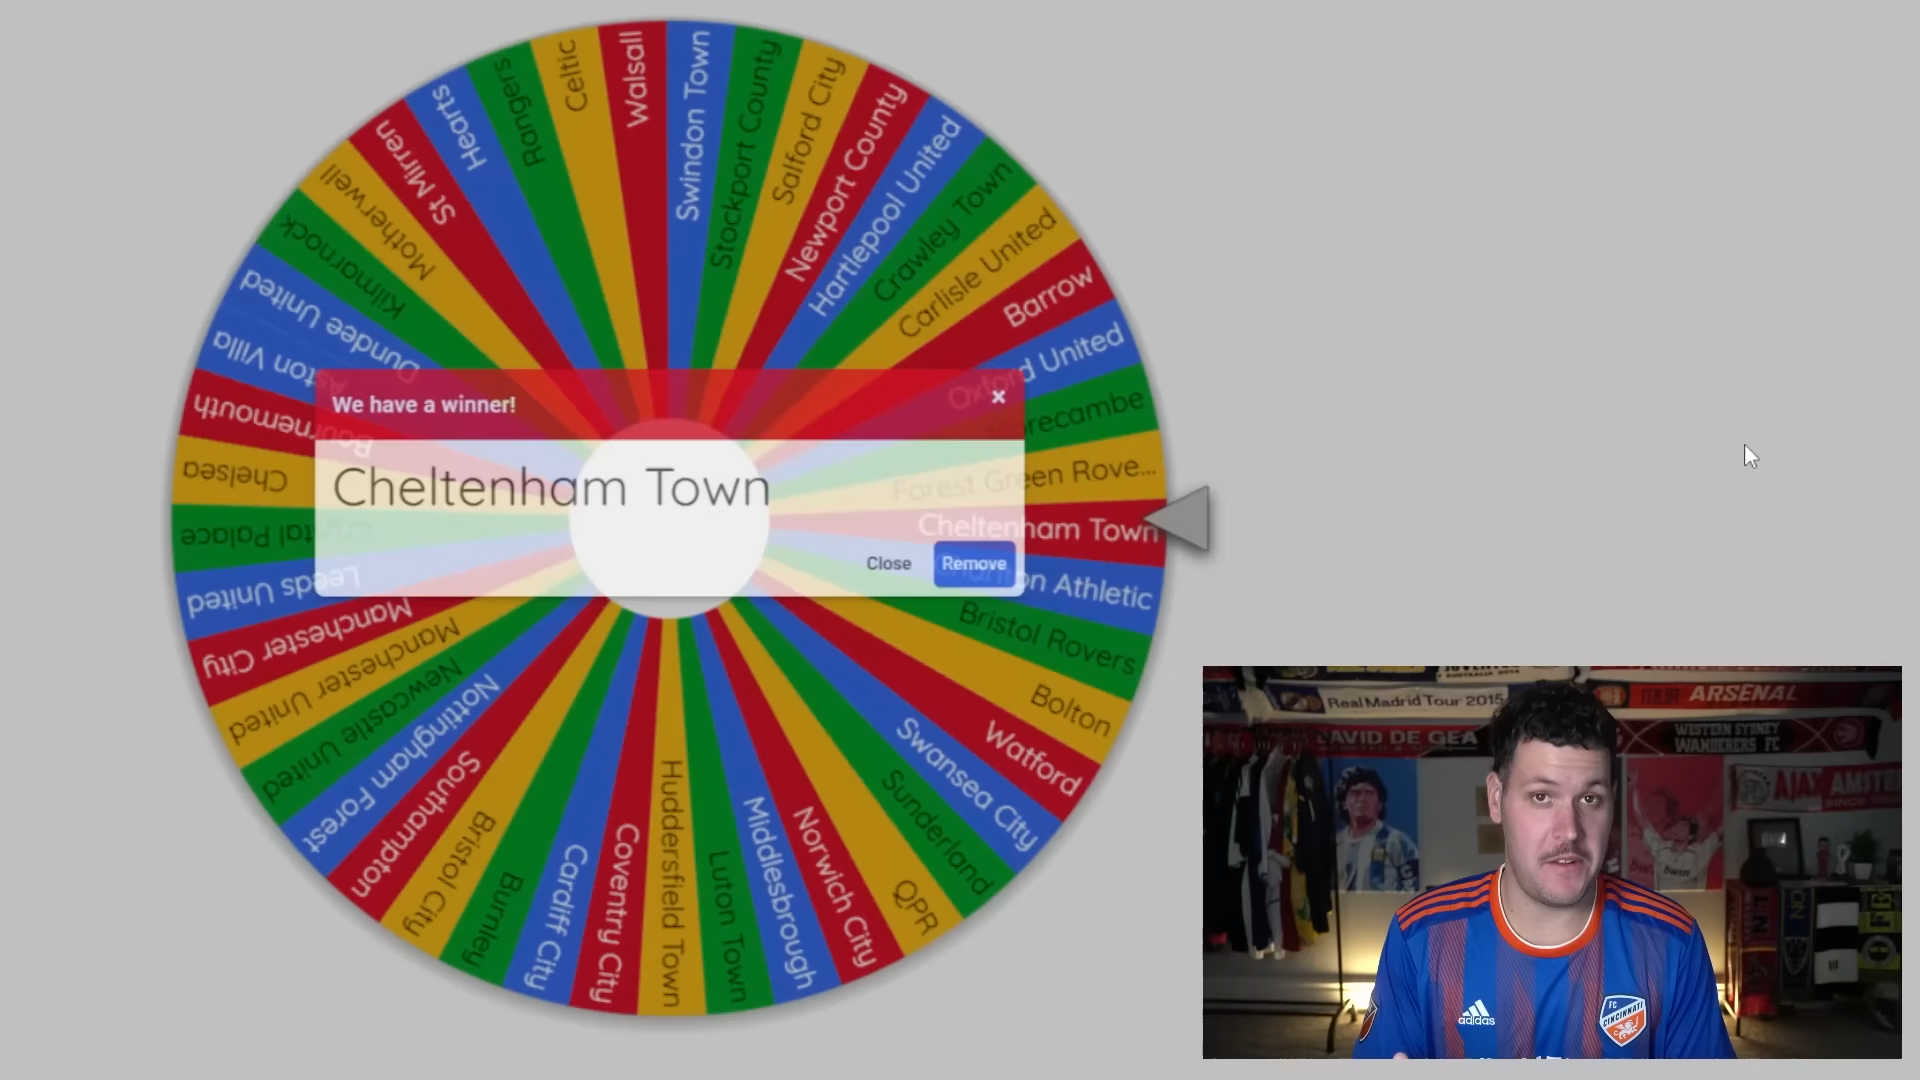 Celtic
Walsall
Swindon Town
Stockport County
Salford City
Newport County
Hartlepool United
Crawley Town
Carlisle United
Barrow
Oxford United
Forest Green Rove...
Cheltenham Town
Bristol Rovers
Bolton
Watford
Swansea City
Sunderland
QPR
Norwich City
Middlesbrough
Luton Town
Huddersfield Town
Coventry City
Cardiff City
Burnley
Bristol City
Southampton
Nottingham Forest
Newcastle United
Manchester United
Manchester City
Leeds United
Crystal Palace
Chelsea
Bournemouth
Aston Villa
Dundee United
Kilmarnock
Motherwell
St Mirren
Hearts
Rangers
We have a winner!
×
Cheltenham Town
Close
Remove
Real Madrid Tour 2015
ARSENAL
DAVID DE GEA
WESTERN SYDNEY
WANDERERS FC
AJAX
adidas
FC
CINCINNATI